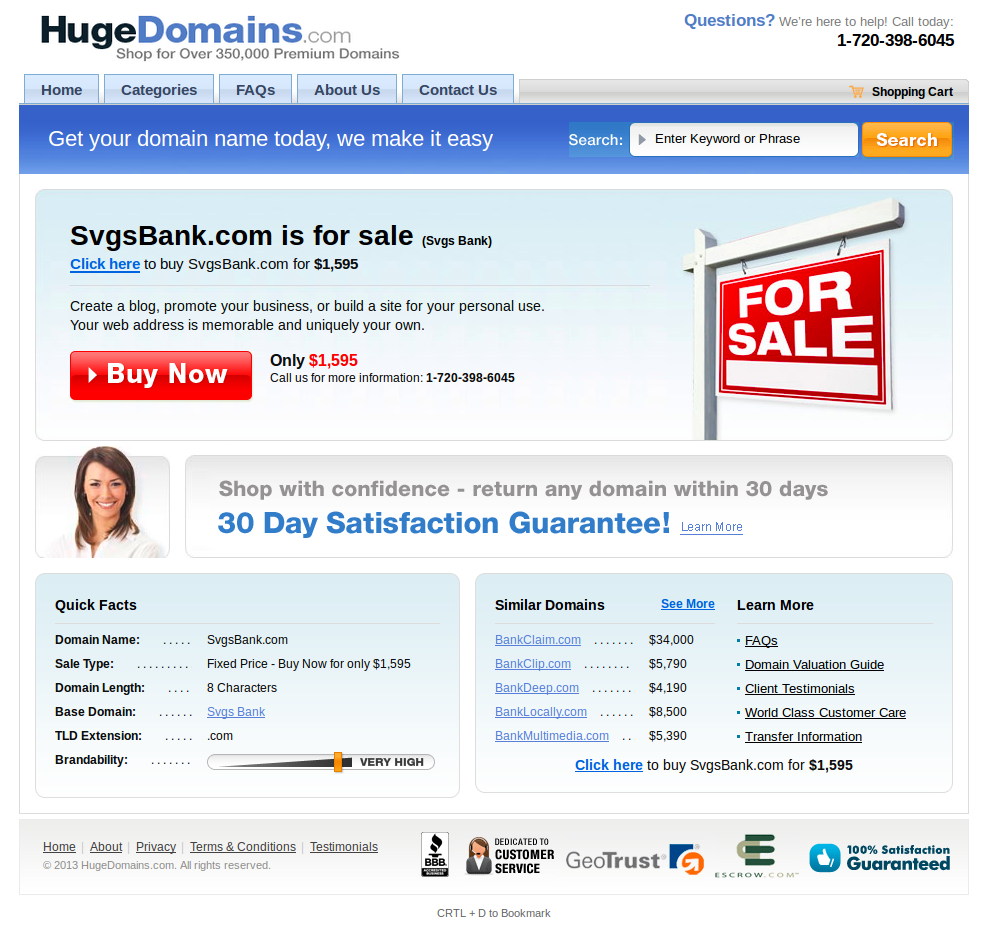 HugeDomains.com
Shop for Over 350,000 Premium Domains
Questions? We're here to help! Call today:
1-720-398-6045
Home Categories FAQs About Us Contact Us
Shopping Cart
Get your domain name today, we make it easy
Search: Enter Keyword or Phrase Search
SvgsBank.com is for sale (Svgs Bank)
Click here to buy SvgsBank.com for $1,595
Create a blog, promote your business, or build a site for your personal use.
Your web address is memorable and uniquely your own.
Buy Now
Only $1,595
Call us for more information: 1-720-398-6045
FOR
SALE
Shop with confidence - return any domain within 30 days
30 Day Satisfaction Guarantee! Learn More
Quick Facts
Domain Name: . . . . . SvgsBank.com
Sale Type: . . . . . . . . . Fixed Price - Buy Now for only $1,595
Domain Length: . . . . 8 Characters
Base Domain: . . . . . . Svgs Bank
TLD Extension: . . . . . .com
Brandability: . . . . . . . VERY HIGH
Similar Domains See More
BankClaim.com . . . . . . . $34,000
BankClip.com . . . . . . . . $5,790
BankDeep.com . . . . . . . $4,190
BankLocally.com . . . . . . $8,500
BankMultimedia.com . . $5,390
Learn More
FAQs
Domain Valuation Guide
Client Testimonials
World Class Customer Care
Transfer Information
Click here to buy SvgsBank.com for $1,595
Home | About | Privacy | Terms & Conditions | Testimonials
© 2013 HugeDomains.com. All rights reserved.
BBB.
ACCREDITED
BUSINESS
DEDICATED TO
CUSTOMER
SERVICE
GeoTrust
ESCROW.COM
100% Satisfaction
Guaranteed
CRTL + D to Bookmark